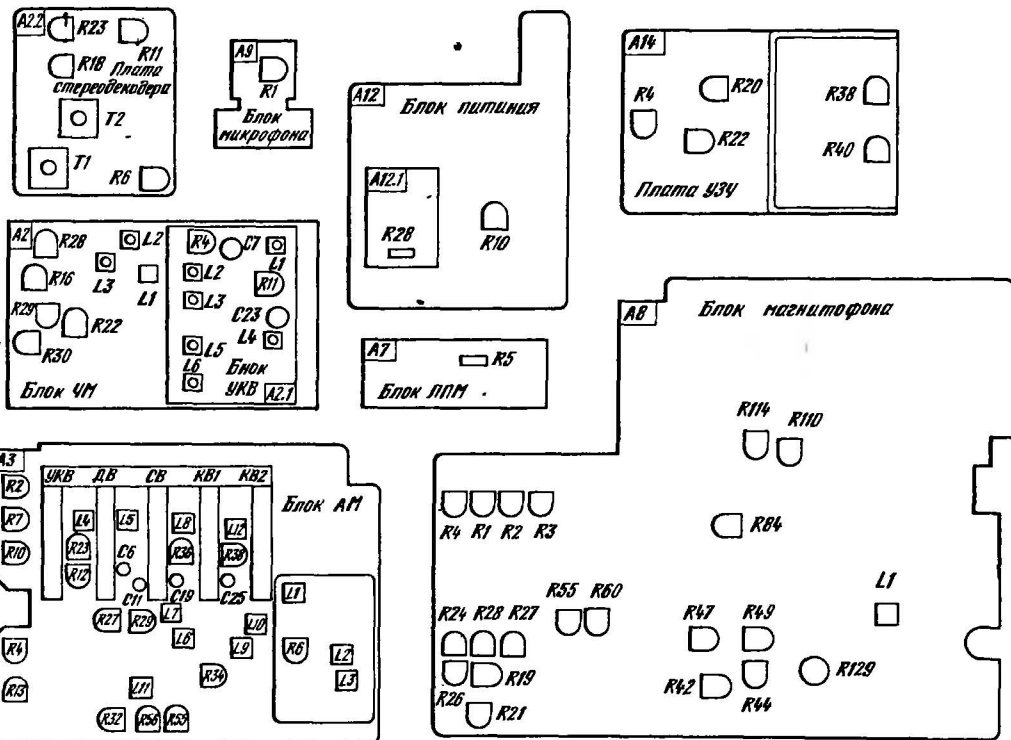 A2.2
R23
R11
R18
Плата
стереодекодера
T2
T1
R6
A9
R1
Блок
микрофона
A12
Блок питания
A12.1
R28
R10
A14
R4
R20
R22
R38
R40
Плата УЗЧ
A2
R28
L2
R16
L3
L1
R29
R22
R30
Блок ЧМ
R4
C7
L1
L2
R11
L3
C23
L4
L5
L6
Бнок
УКВ
A2.1
A7
R5
Блок ППМ
A8
Блок магнитофона
R114
R110
R4
R1
R2
R3
R84
R55
R60
L1
R24
R28
R27
R47
R49
R26
R19
R42
R44
R129
R21
A3
УКВ
ДВ
СВ
КВ1
КВ2
Блок АМ
R2
R7
R10
L4
L5
L8
L12
R23
R12
C6
R36
R38
C11
C19
C25
L1
R27
R29
L7
L6
L10
L9
R4
R6
L2
L3
R13
L11
R34
R32
R56
R55